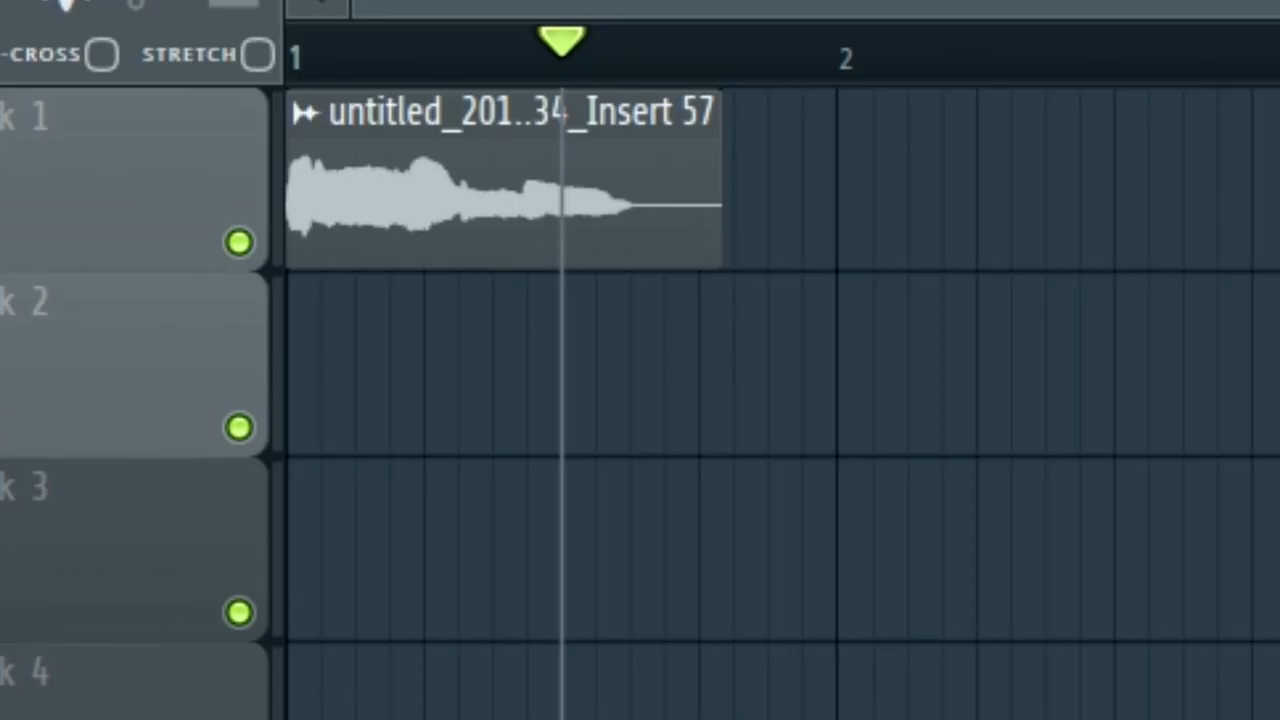 -CROSS STRETCH 1 2
k 1
untitled_201..34_Insert 57
k 2
k 3
k 4